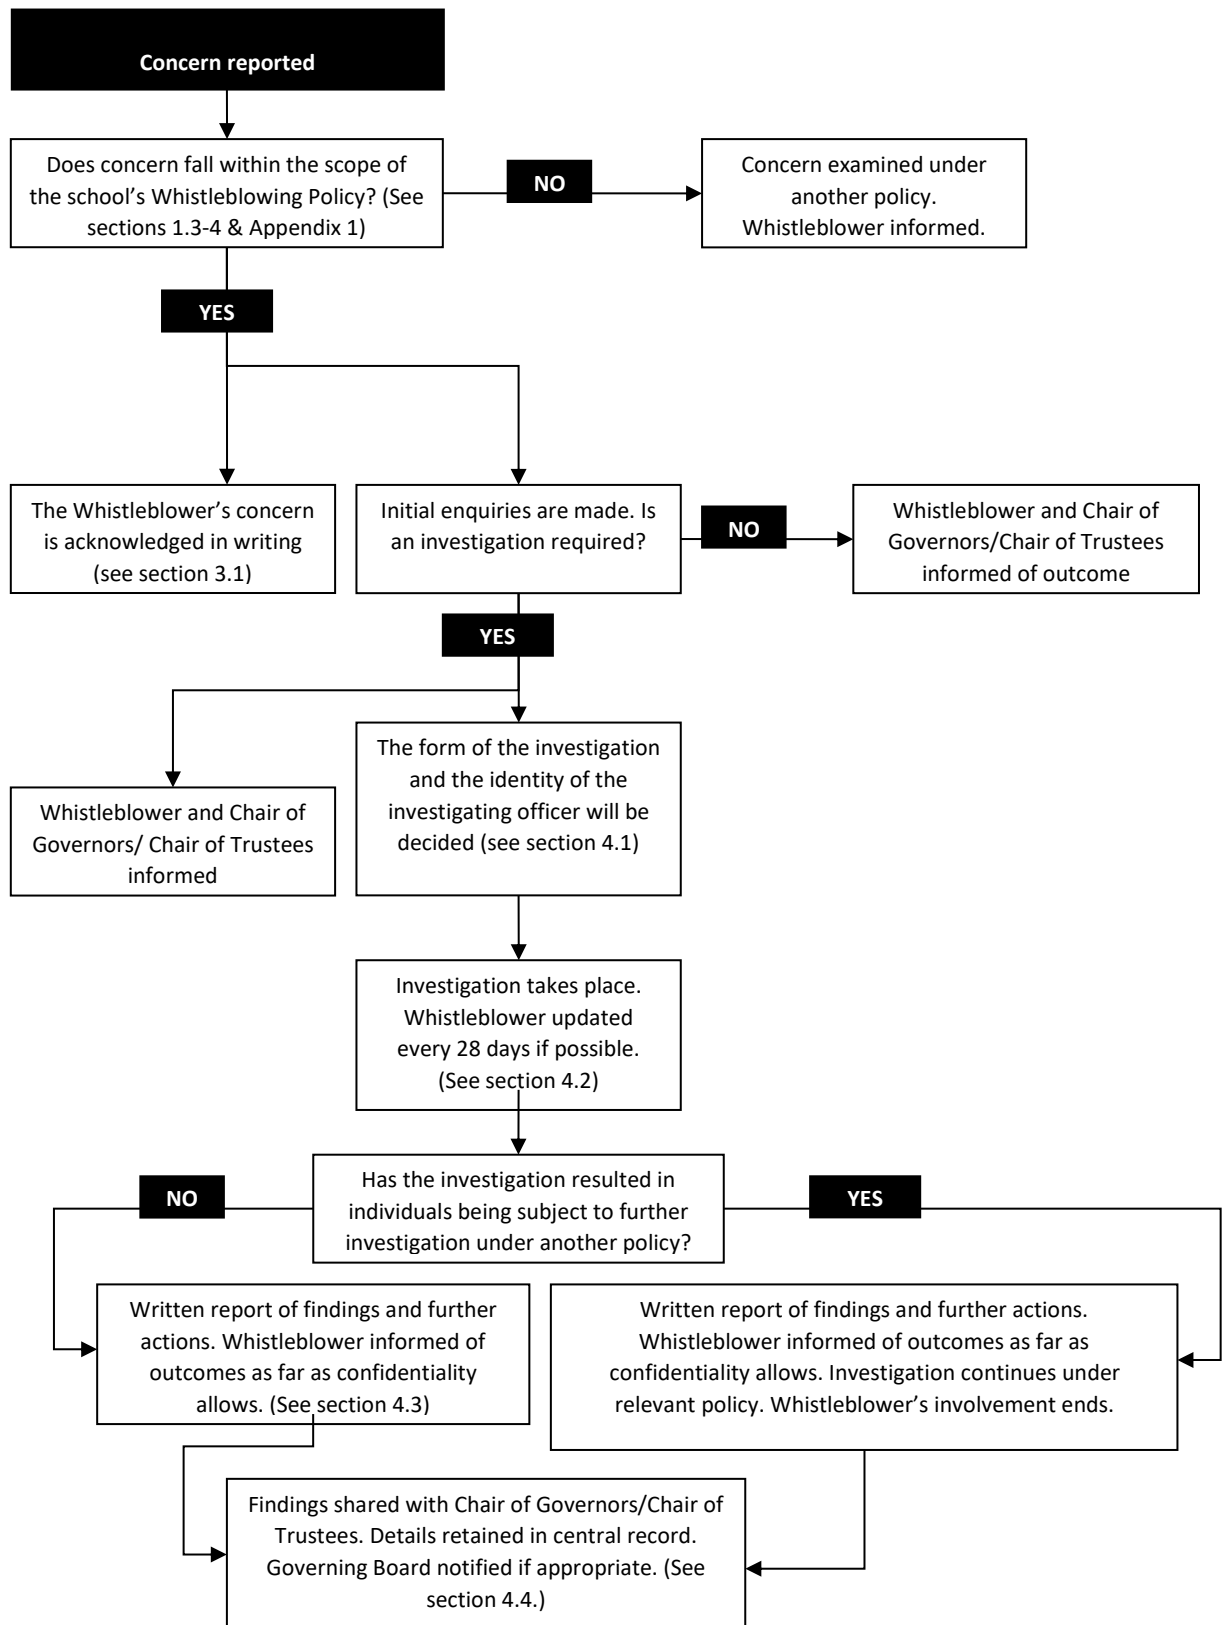 Concern reported
Does concern fall within the scope of
the school’s Whistleblowing Policy? (See
sections 1.3-4 & Appendix 1)
NO
Concern examined under
another policy.
Whistleblower informed.
YES
The Whistleblower’s concern
is acknowledged in writing
(see section 3.1)
Initial enquiries are made. Is
an investigation required?
NO
Whistleblower and Chair of
Governors/Chair of Trustees
informed of outcome
YES
The form of the investigation
and the identity of the
investigating officer will be
decided (see section 4.1)
Whistleblower and Chair of
Governors/ Chair of Trustees
informed
Investigation takes place.
Whistleblower updated
every 28 days if possible.
(See section 4.2)
Has the investigation resulted in
individuals being subject to further
investigation under another policy?
NO
YES
Written report of findings and further
actions. Whistleblower informed of
outcomes as far as confidentiality
allows. (See section 4.3)
Written report of findings and further actions.
Whistleblower informed of outcomes as far as
confidentiality allows. Investigation continues under
relevant policy. Whistleblower’s involvement ends.
Findings shared with Chair of Governors/Chair of
Trustees. Details retained in central record.
Governing Board notified if appropriate. (See
section 4.4.)